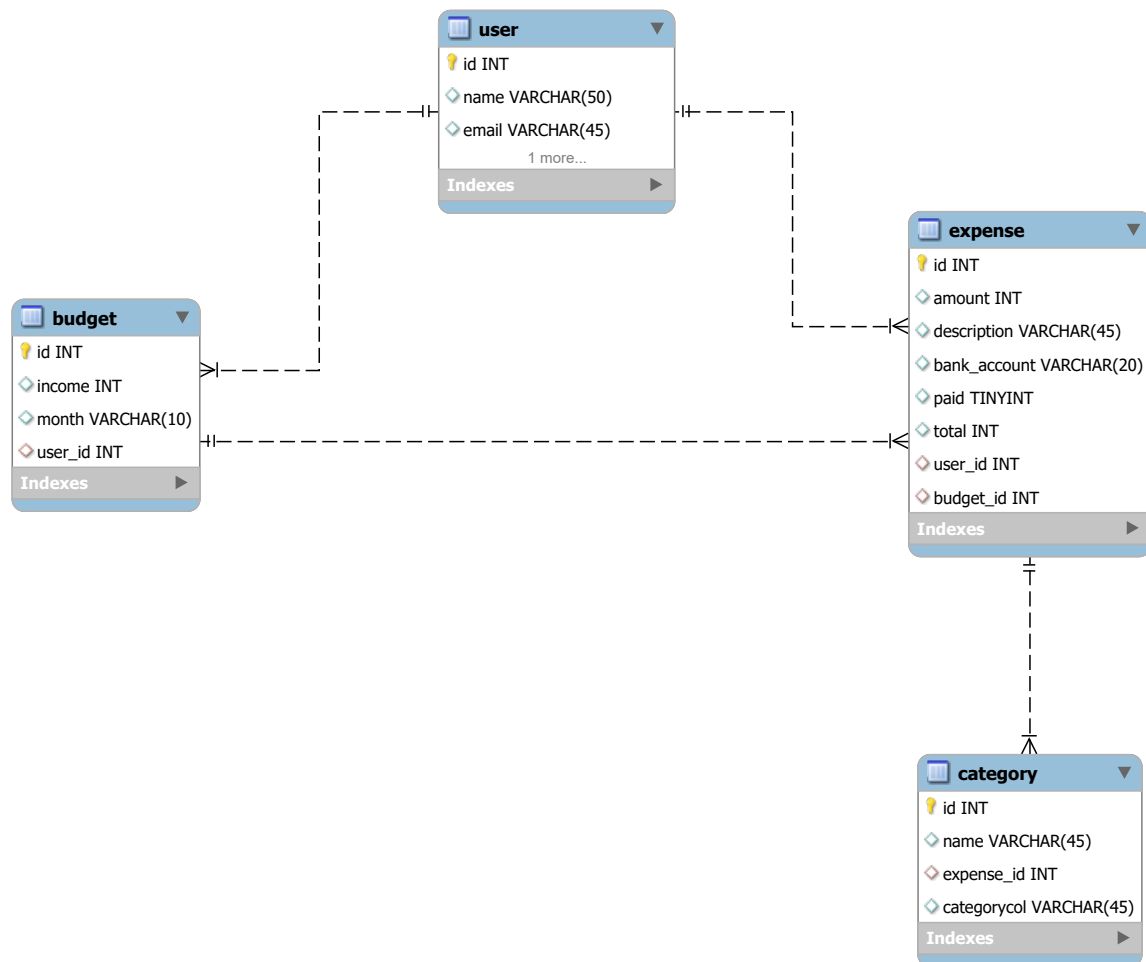 user
id INT
name VARCHAR(50)
email VARCHAR(45)
1 more...
Indexes
expense
id INT
amount INT
description VARCHAR(45)
bank_account VARCHAR(20)
paid TINYINT
total INT
user_id INT
budget_id INT
Indexes
budget
id INT
income INT
month VARCHAR(10)
user_id INT
Indexes
category
id INT
name VARCHAR(45)
expense_id INT
categorycol VARCHAR(45)
Indexes